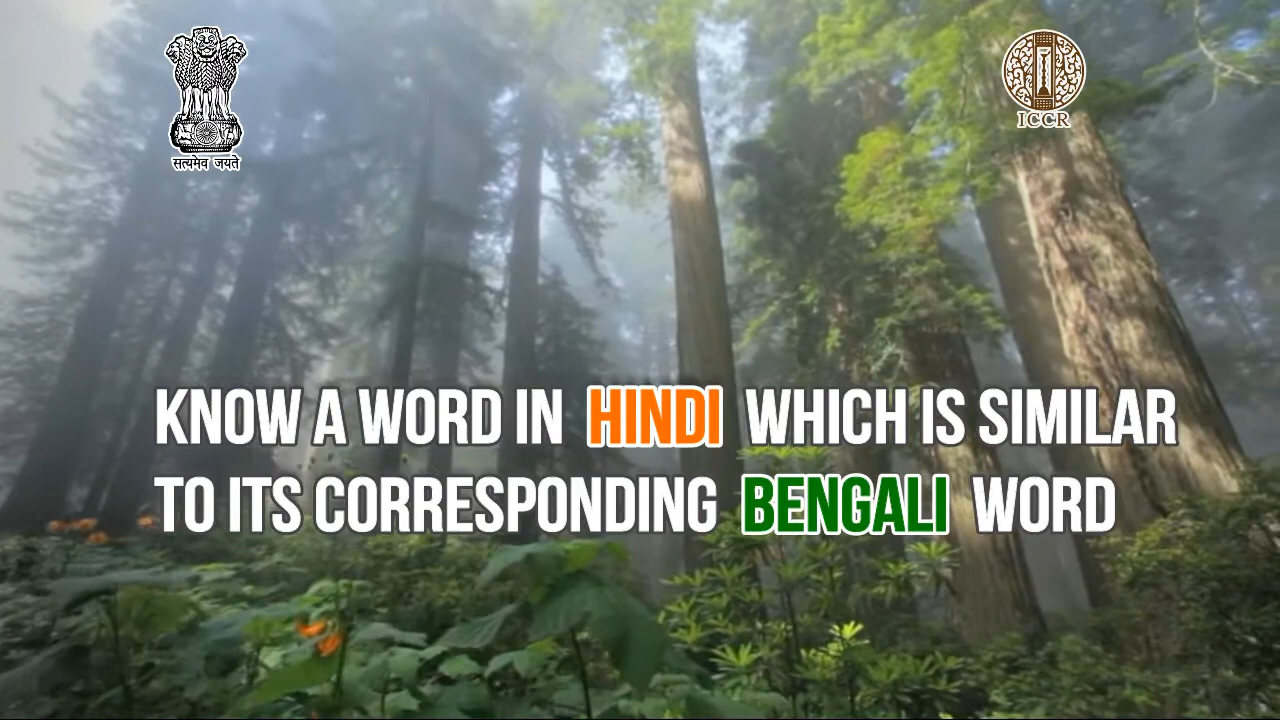 सत्यमेव जयते
ICCR
KNOW A WORD IN HINDI WHICH IS SIMILAR
TO ITS CORRESPONDING BENGALI WORD